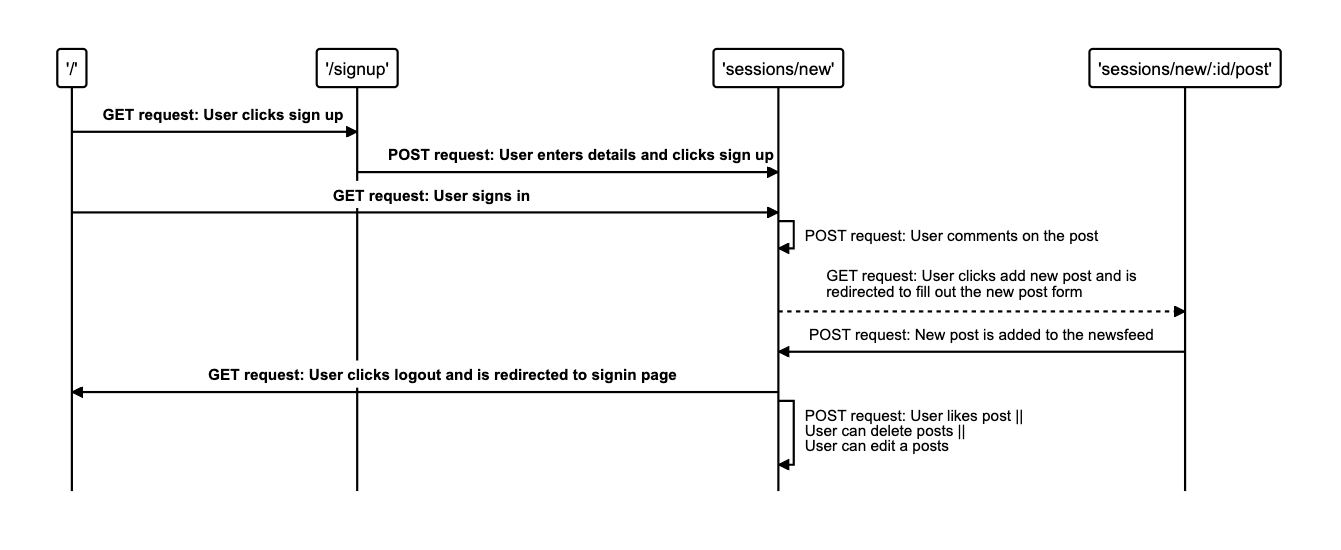 '/'
'/signup'
'sessions/new'
'sessions/new/:id/post'
GET request: User clicks sign up
POST request: User enters details and clicks sign up
GET request: User signs in
POST request: User comments on the post
GET request: User clicks add new post and is
redirected to fill out the new post form
POST request: New post is added to the newsfeed
GET request: User clicks logout and is redirected to signin page
POST request: User likes post ||
User can delete posts ||
User can edit a posts